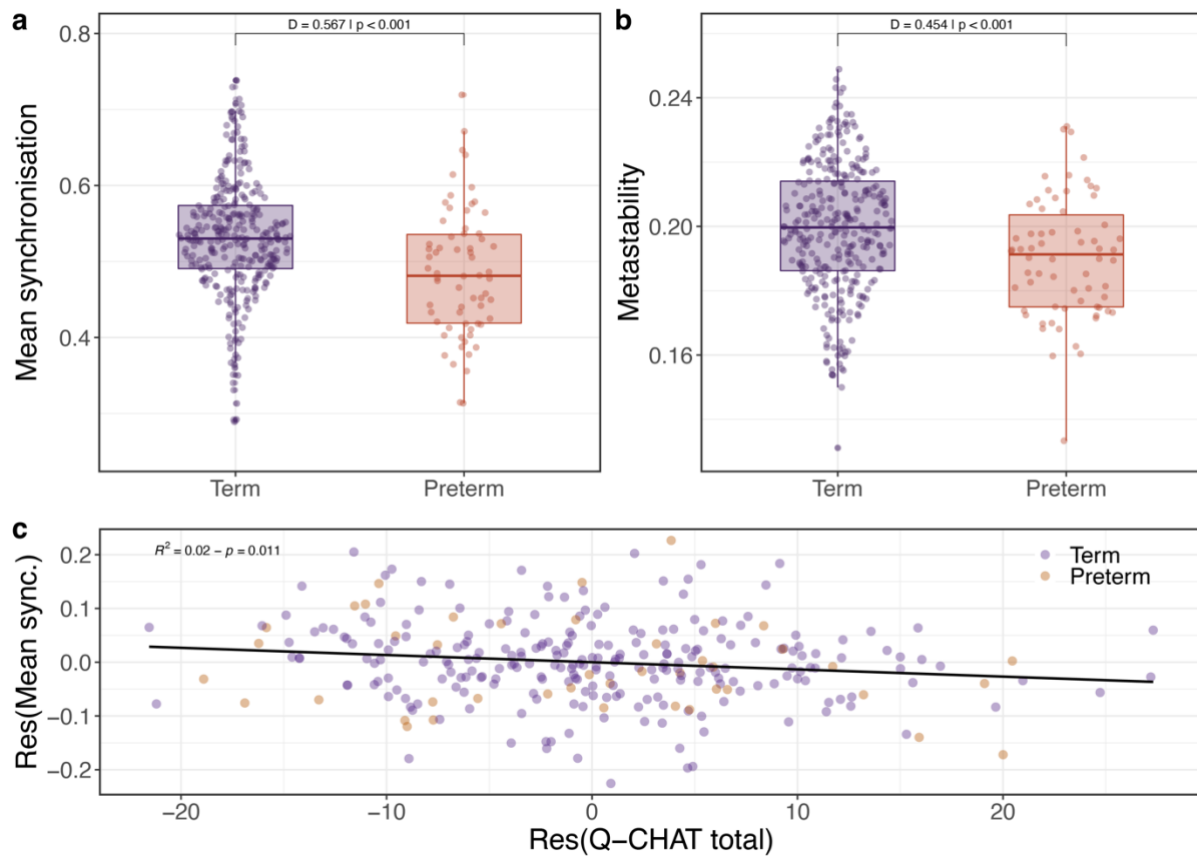 a
D = 0.567 | p < 0.001
Mean synchronisation
0.8
0.6
0.4
Term
Preterm
b
D = 0.454 | p < 0.001
Metastability
0.24
0.20
0.16
Term
Preterm
c
R² = 0.02 − p = 0.011
Term
Preterm
Res(Mean sync.)
0.2
0.1
0.0
−0.1
−0.2
−20
−10
0
10
20
Res(Q−CHAT total)